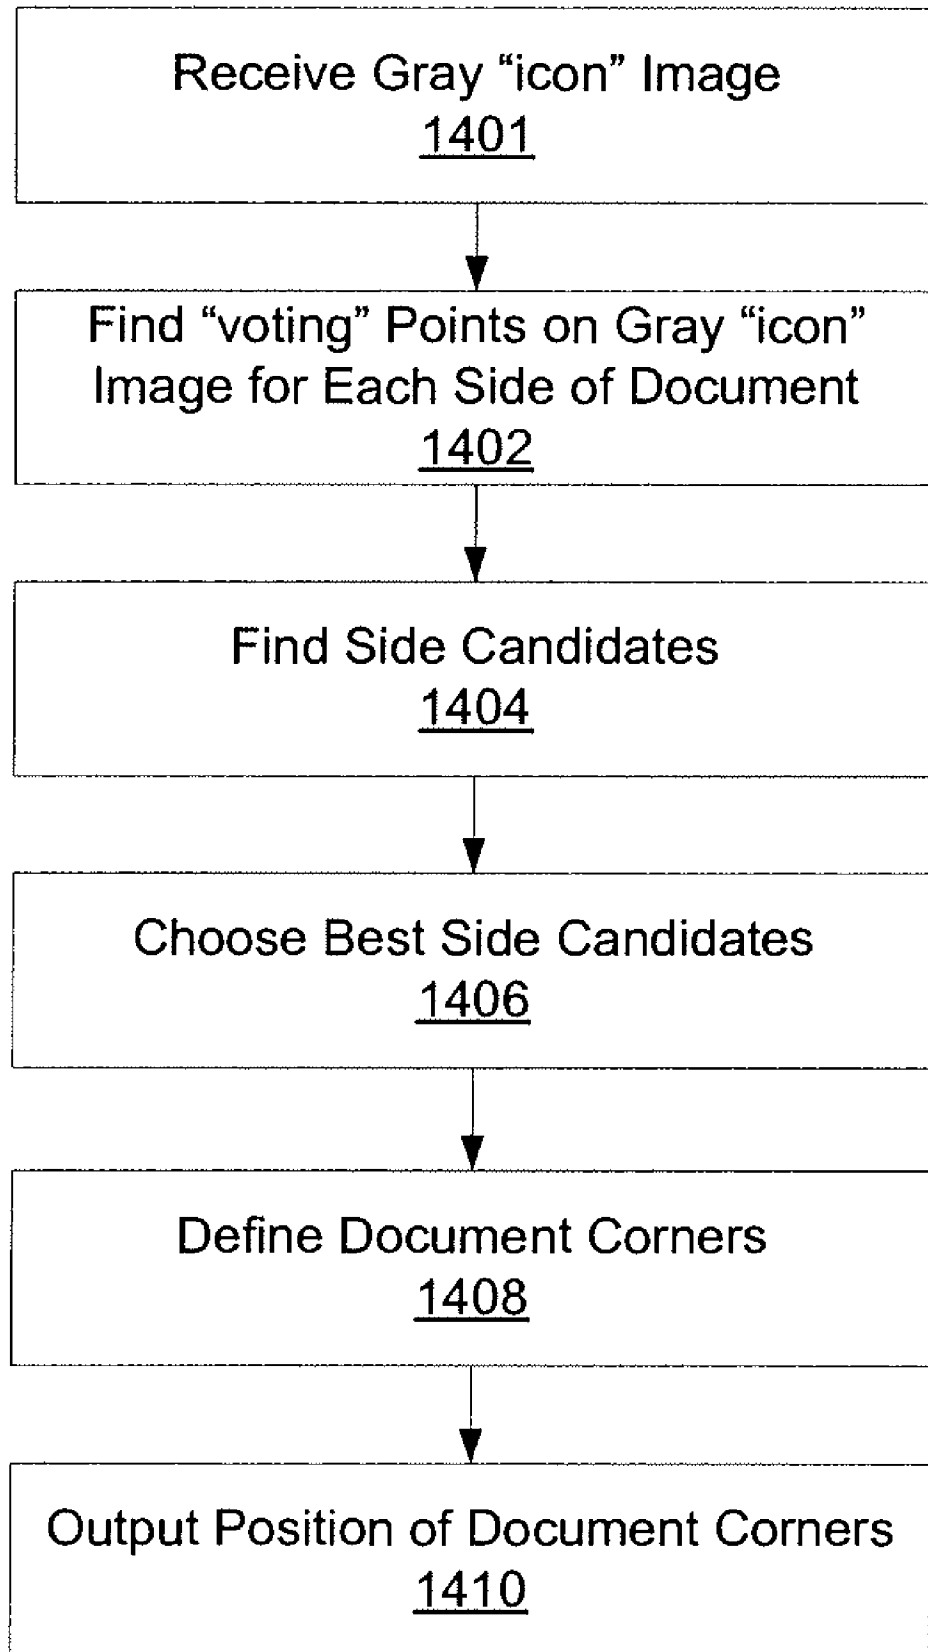 Receive Gray “icon” Image
1401
Find “voting” Points on Gray “icon”
Image for Each Side of Document
1402
Find Side Candidates
1404
Choose Best Side Candidates
1406
Define Document Corners
1408
Output Position of Document Corners
1410